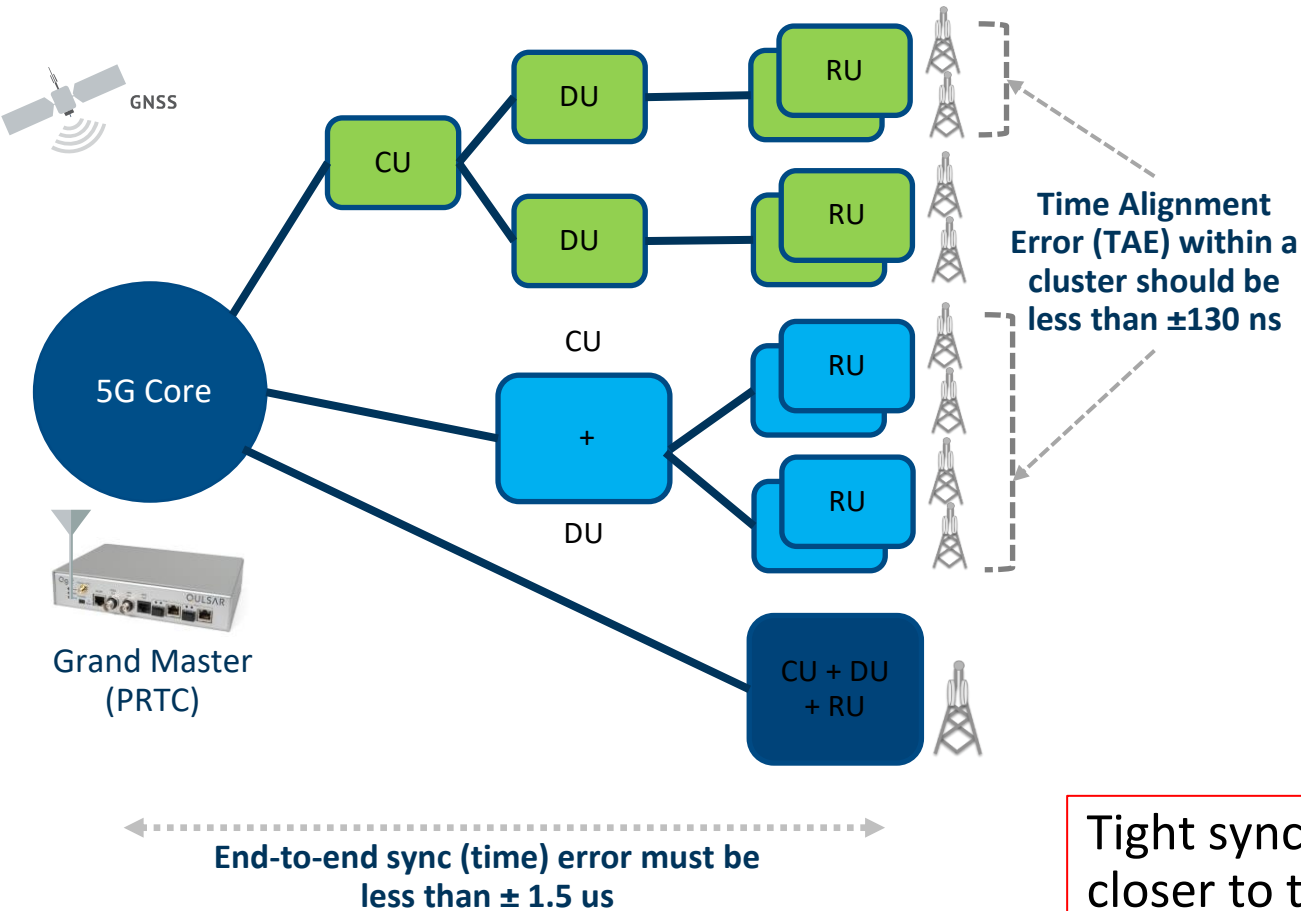 GNSS
CU
DU
RU
DU
RU
Time Alignment
Error (TAE) within a
cluster should be
less than ±130 ns
5G Core
CU
+
DU
RU
RU
Grand Master
(PRTC)
CU + DU
+ RU
End-to-end sync (time) error must be
less than ± 1.5 us
Tight sync
closer to t